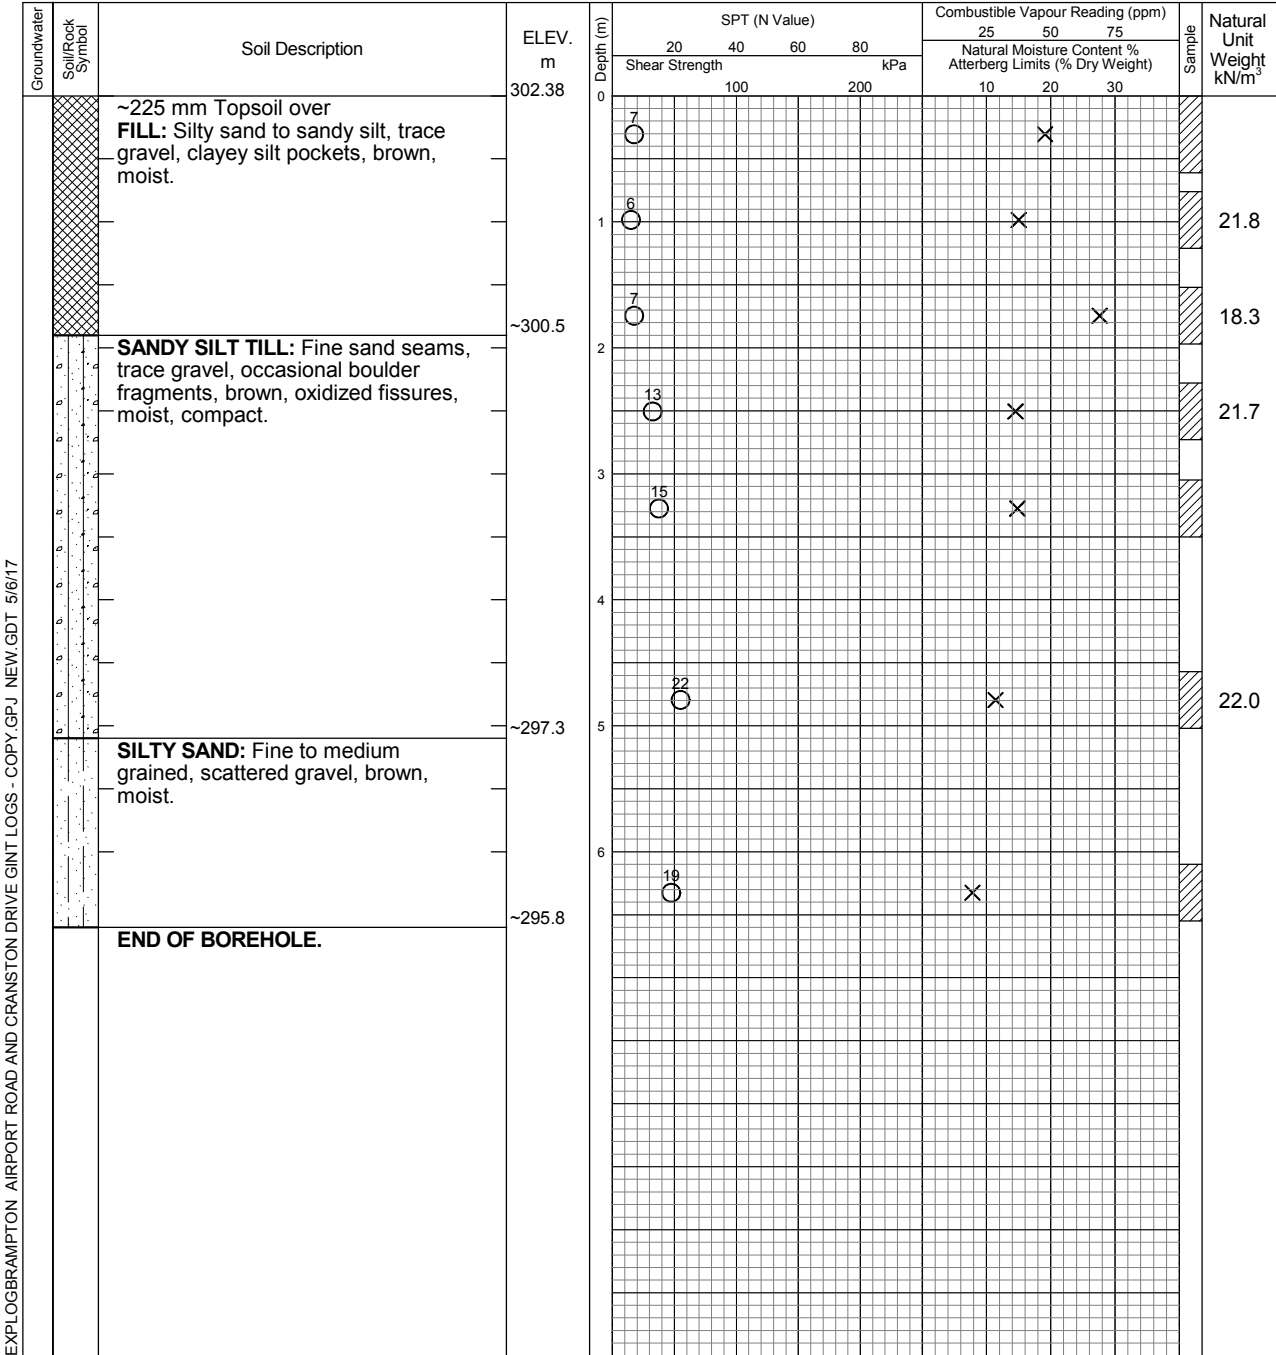 Groundwater
Soil/Rock
Symbol
Soil Description
ELEV.
m
302.38
Depth (m)
SPT (N Value)
20 40 60 80
Shear Strength kPa
100 200
Combustible Vapour Reading (ppm)
25 50 75
Natural Moisture Content %
Atterberg Limits (% Dry Weight)
10 20 30
Sample
Natural
Unit
Weight
kN/m³
0
~225 mm Topsoil over
FILL: Silty sand to sandy silt, trace
gravel, clayey silt pockets, brown,
moist.
7
6
1
21.8
7
18.3
~300.5
2
SANDY SILT TILL: Fine sand seams,
trace gravel, occasional boulder
fragments, brown, oxidized fissures,
moist, compact.
13
21.7
3
15
4
22
22.0
~297.3
5
SILTY SAND: Fine to medium
grained, scattered gravel, brown,
moist.
6
19
~295.8
END OF BOREHOLE.
EXPLOGBRAMPTON AIRPORT ROAD AND CRANSTON DRIVE GINT LOGS - COPY.GPJ NEW.GDT 5/6/17